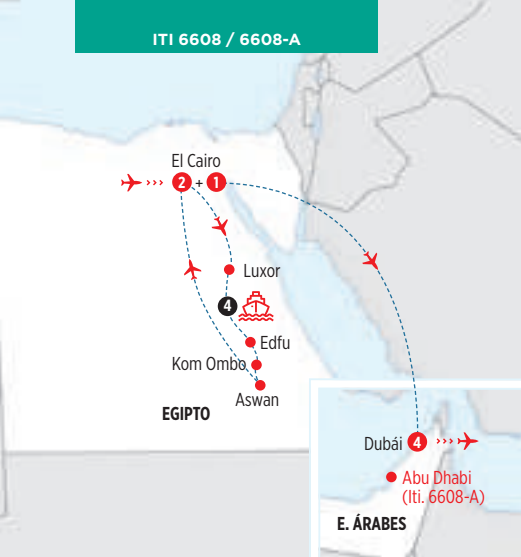 ITI 6608 / 6608-A
El Cairo
2 + 1
Luxor
4
Edfu
Kom Ombo
Aswan
EGIPTO
Dubái 4
Abu Dhabi
(Iti. 6608-A)
E. ÁRABES